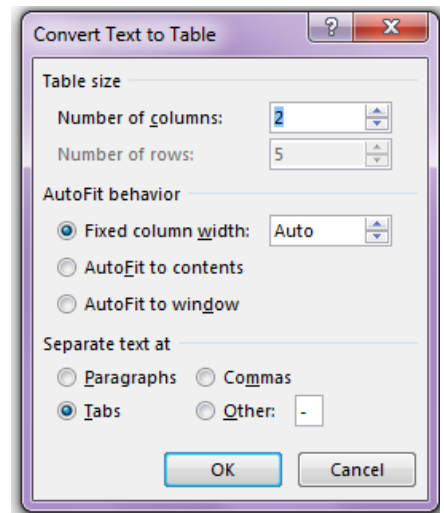 Convert Text to Table
Table size
Number of columns: 2
Number of rows: 5
AutoFit behavior
Fixed column width: Auto
AutoFit to contents
AutoFit to window
Separate text at
Paragraphs Commas
Tabs Other: -
OK Cancel